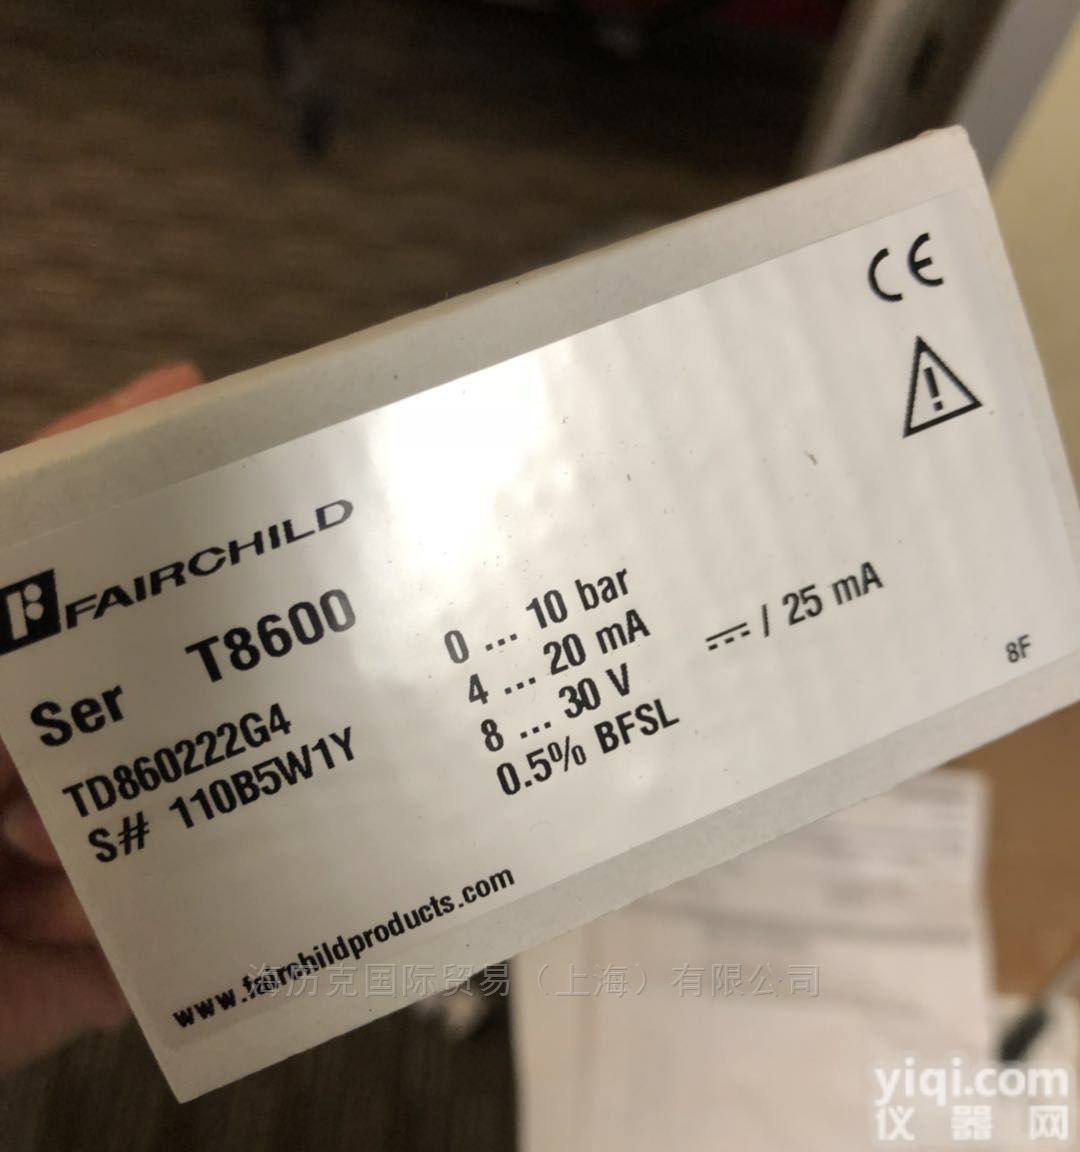 CE
FAIRCHILD
Ser T8600
TD860222G4
S# 110B5W1Y
0 ... 10 bar
4 ... 20 mA
8 ... 30 V ⎓ / 25 mA
0.5% BFSL
8F
www.fairchildproducts.com
海历克国际贸易（上海）有限公司
yiqi.com
仪器网